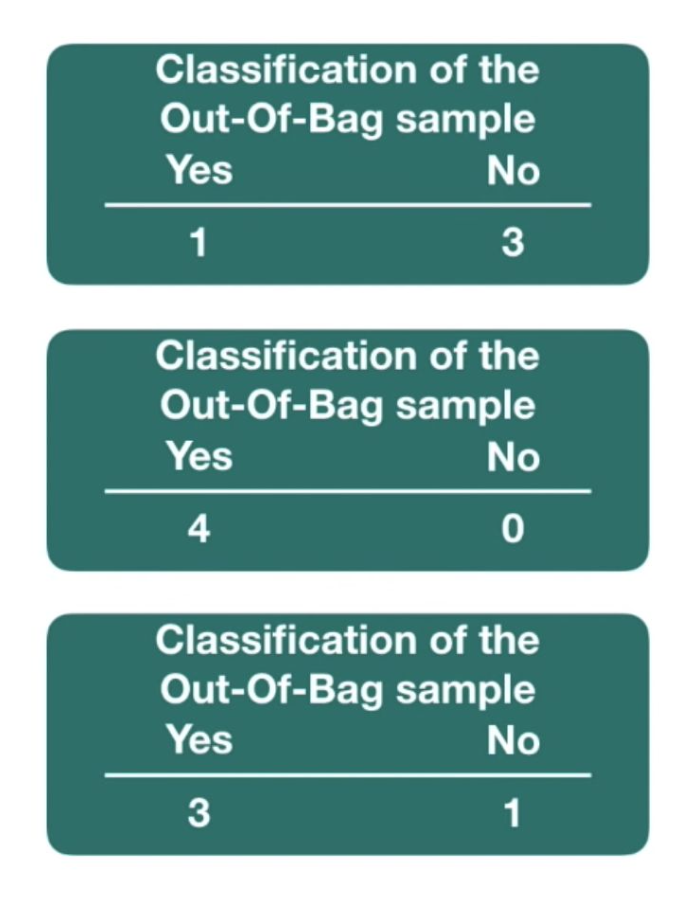 Classification of the
Out-Of-Bag sample
Yes No
1 3
Classification of the
Out-Of-Bag sample
Yes No
4 0
Classification of the
Out-Of-Bag sample
Yes No
3 1